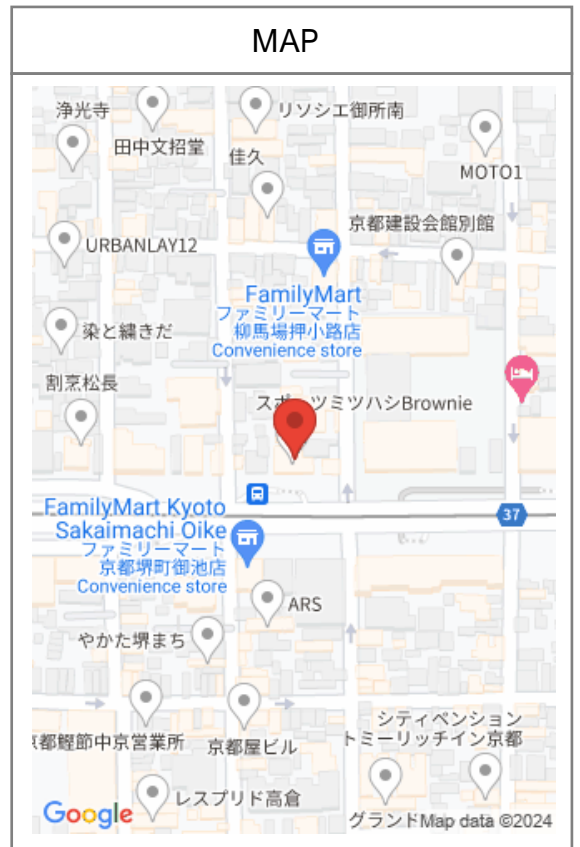 MAP
浄光寺
リソシエ御所南
田中文招堂
佳久
MOTO1
京都建設会館別館
URBANLAY12
FamilyMart
ファミリーマート
柳馬場押小路店
Convenience store
染と繍きだ
割烹松長
スポーツミツハシBrownie
FamilyMart Kyoto
Sakaimachi Oike
ファミリーマート
京都堺町御池店
Convenience store
37
ARS
やかた堺まち
都鰹節中京営業所
京都屋ビル
シティペンション
トミーリッチイン京都
レスプリド高倉
Google
グランド
Map data ©2024